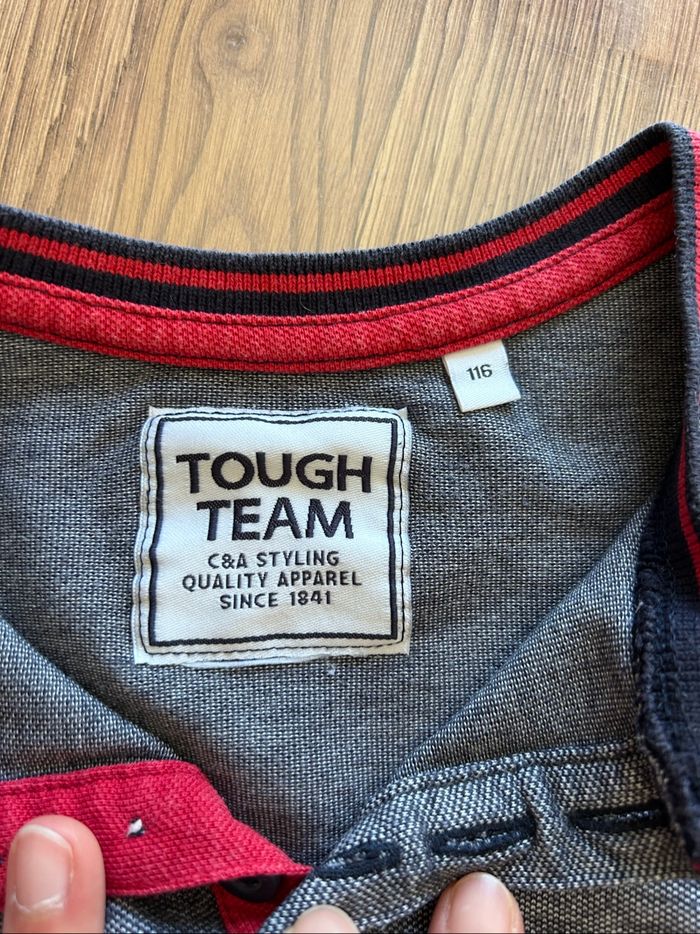 116
TOUGH
TEAM
C&A STYLING
QUALITY APPAREL
SINCE 1841